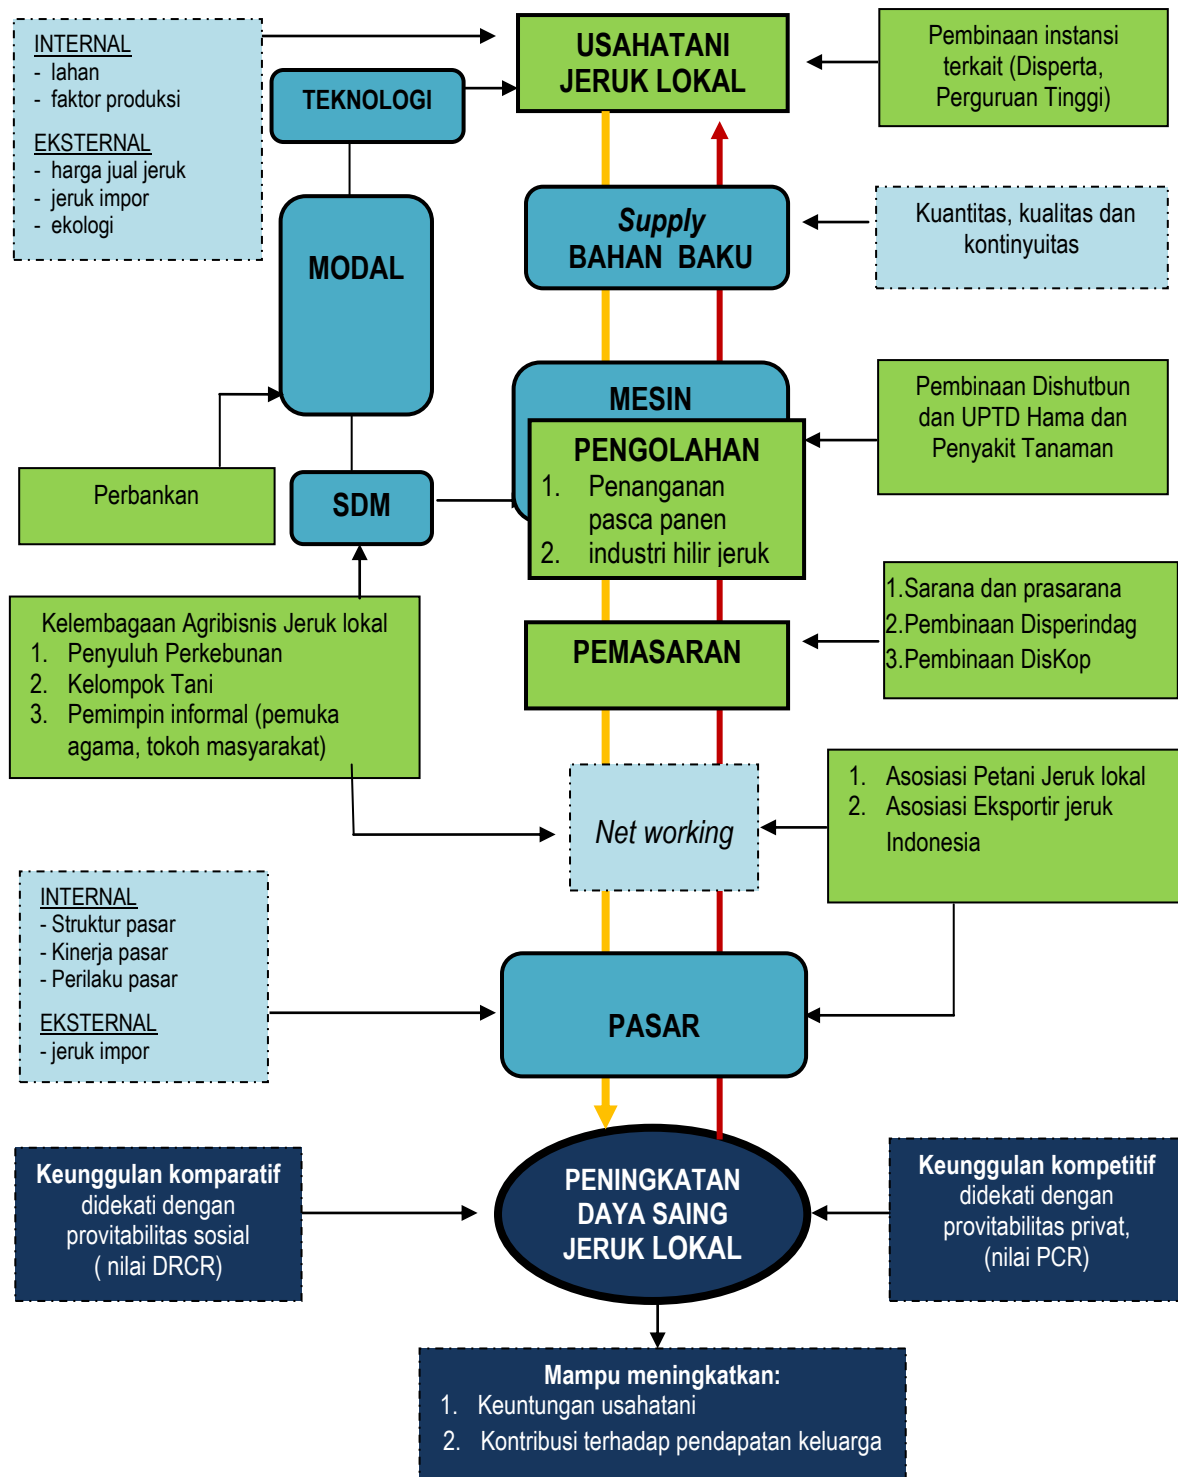 INTERNAL
- lahan
- faktor produksi
EKSTERNAL
- harga jual jeruk
- jeruk impor
- ekologi
TEKNOLOGI
USAHATANI
JERUK LOKAL
Pembinaan instansi
terkait (Disperta,
Perguruan Tinggi)
MODAL
Supply
BAHAN BAKU
Kuantitas, kualitas dan
kontinyuitas
MESIN
PENGOLAHAN
1. Penanganan
pasca panen
2. industri hilir jeruk
Pembinaan Dishutbun
dan UPTD Hama dan
Penyakit Tanaman
Perbankan
SDM
Kelembagaan Agribisnis Jeruk lokal
1. Penyuluh Perkebunan
2. Kelompok Tani
3. Pemimpin informal (pemuka
agama, tokoh masyarakat)
PEMASARAN
1.Sarana dan prasarana
2.Pembinaan Disperindag
3.Pembinaan DisKop
Net working
1. Asosiasi Petani Jeruk lokal
2. Asosiasi Eksportir jeruk
Indonesia
INTERNAL
- Struktur pasar
- Kinerja pasar
- Perilaku pasar
EKSTERNAL
- jeruk impor
PASAR
Keunggulan komparatif
didekati dengan
provitabilitas sosial
( nilai DRCR)
PENINGKATAN
DAYA SAING
JERUK LOKAL
Keunggulan kompetitif
didekati dengan
provitabilitas privat,
(nilai PCR)
Mampu meningkatkan:
1. Keuntungan usahatani
2. Kontribusi terhadap pendapatan keluarga